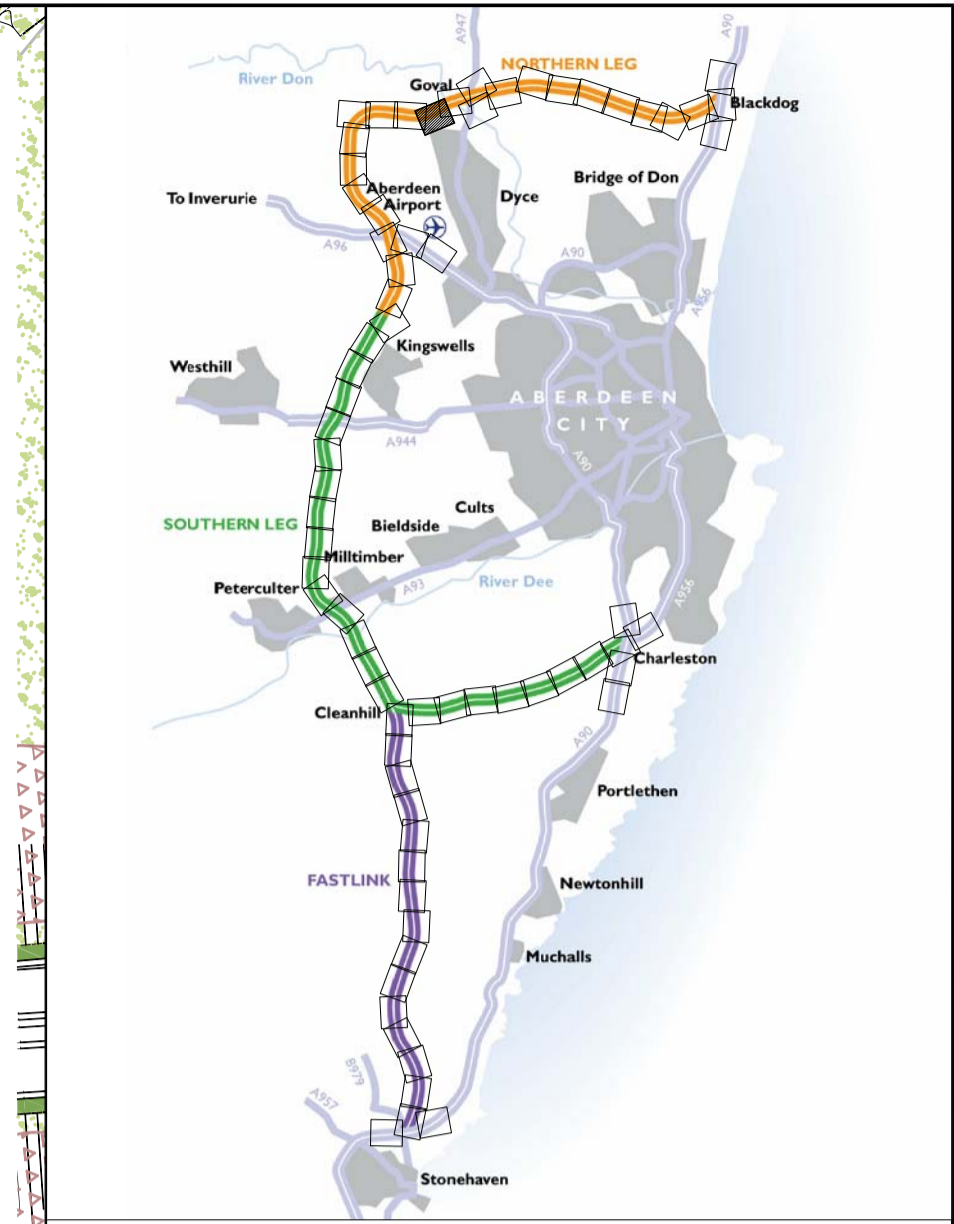 A947
A90
NORTHERN LEG
River Don
Goval
Blackdog
Bridge of Don
Aberdeen
Airport
Dyce
To Inverurie
A96
A90
A956
Kingswells
Westhill
ABERDEEN
CITY
A944
A90
Cults
SOUTHERN LEG
Bieldside
Milltimber
Peterculter
A93
River Dee
A956
Charleston
Cleanhill
A90
Portlethen
FASTLINK
Newtonhill
Muchalls
B979
A957
Stonehaven